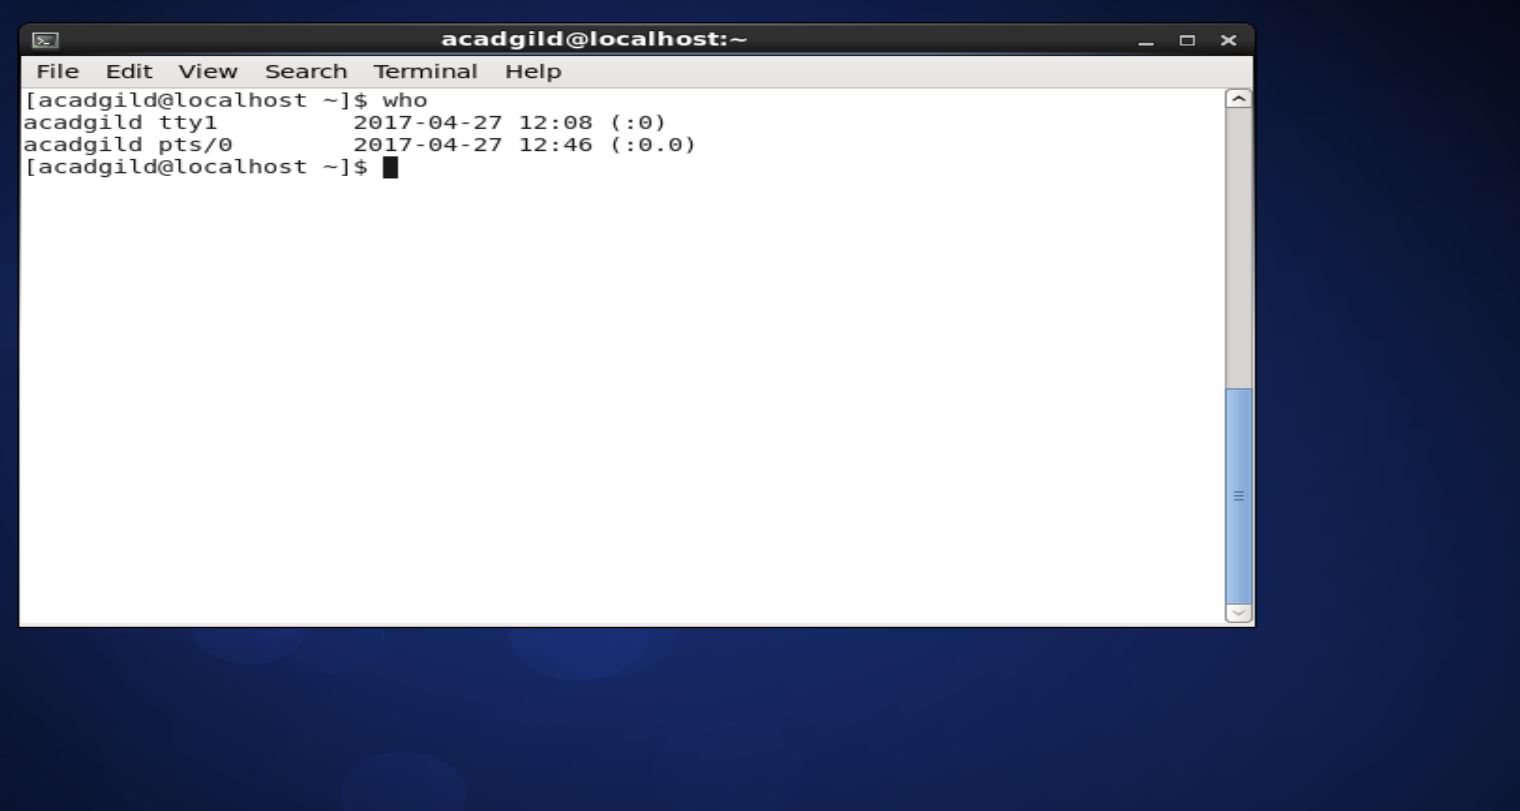 acadgild@localhost:~
File Edit View Search Terminal Help
[acadgild@localhost ~]$ who
acadgild tty1         2017-04-27 12:08 (:0)
acadgild pts/0        2017-04-27 12:46 (:0.0)
[acadgild@localhost ~]$